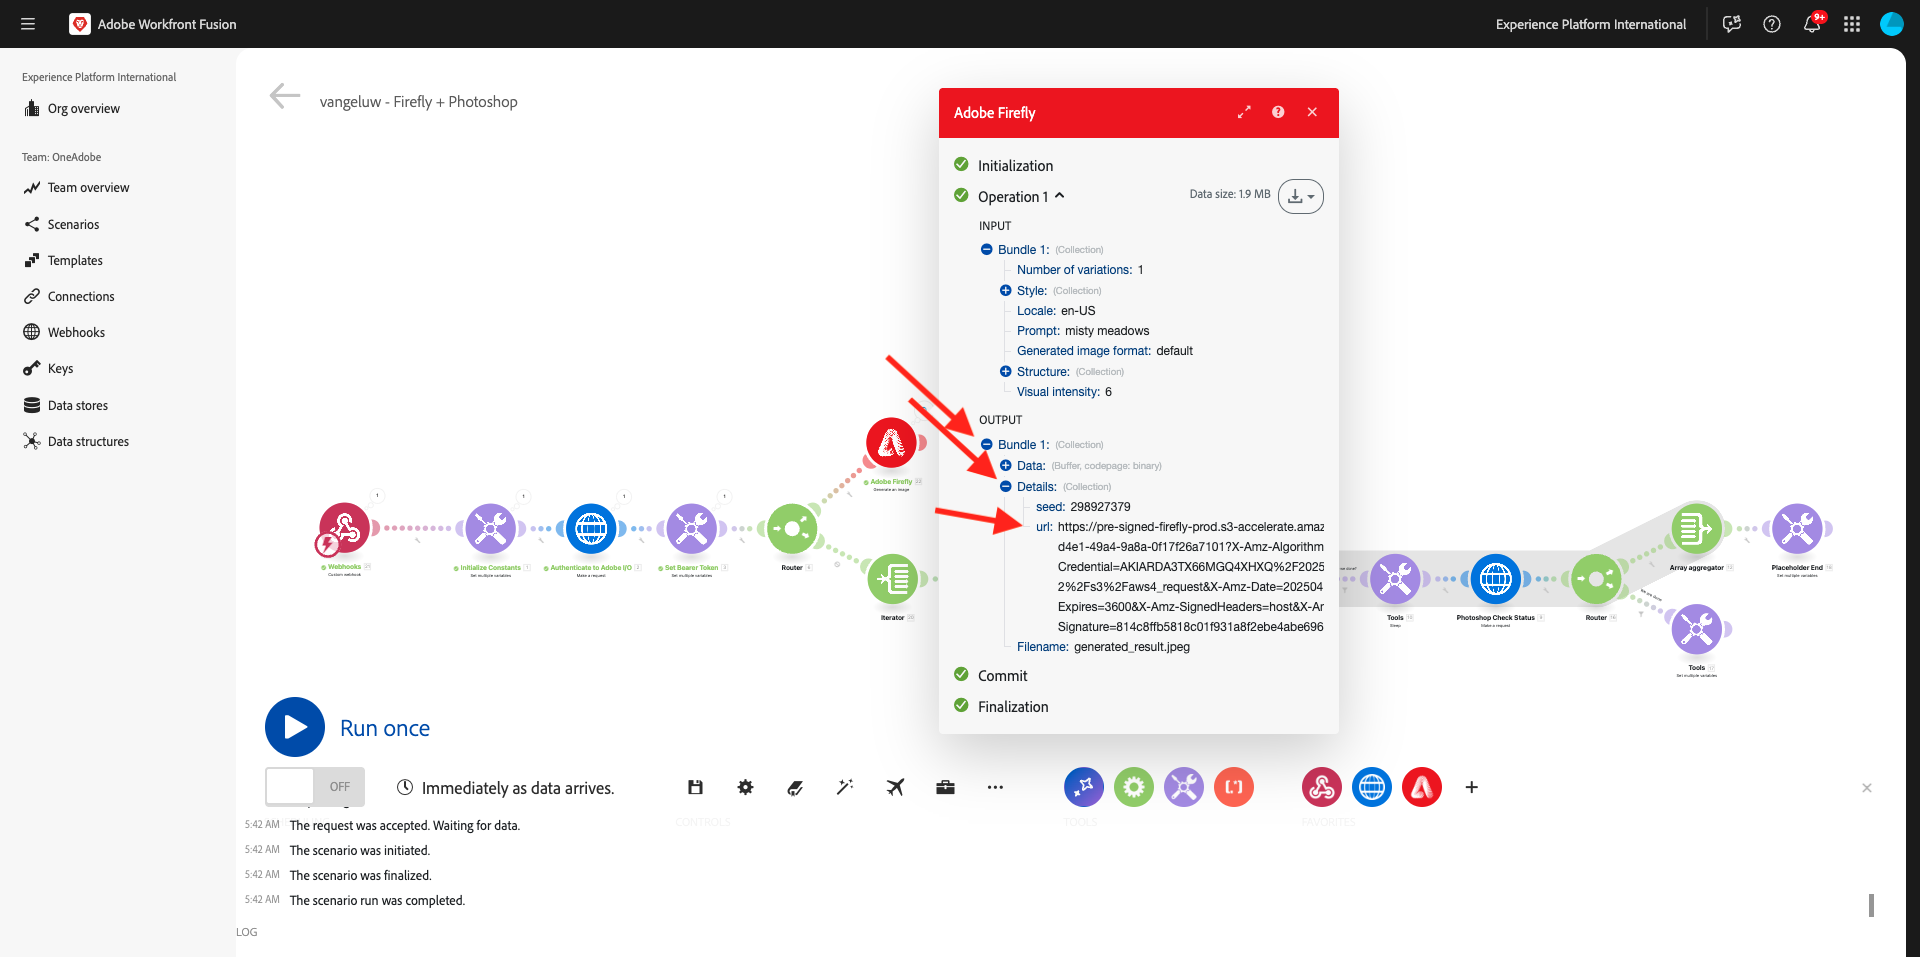 Adobe Workfront Fusion
Experience Platform International
9+
Experience Platform International
Org overview
Team: OneAdobe
Team overview
Scenarios
Templates
Connections
Webhooks
Keys
Data stores
Data structures
vangeluw - Firefly + Photoshop
Adobe Firefly
Initialization
Operation 1
Data size: 1.9 MB
INPUT
Bundle 1: (Collection)
Number of variations: 1
Style: (Collection)
Locale: en-US
Prompt: misty meadows
Generated image format: default
Structure: (Collection)
Visual intensity: 6
OUTPUT
Bundle 1: (Collection)
Data: (Buffer, codepage: binary)
Details: (Collection)
seed: 298927379
url: https://pre-signed-firefly-prod.s3-accelerate.amaz
d4e1-49a4-9a8a-0f17f26a7101?X-Amz-Algorithm
Credential=AKIARDA3TX66MGQ4XHXQ%2F2025
2%2Fs3%2Faws4_request&X-Amz-Date=202504
Expires=3600&X-Amz-SignedHeaders=host&X-Ar
Signature=814c8ffb5818c01f931a8f2ebe4abe696
Filename: generated_result.jpeg
Commit
Finalization
Adobe Firefly
Generate an image
1
Webhooks
Custom webhook
1
Initialize Constants 1
Set multiple variables
1
Authenticate to Adobe I/O 2
Make a request
1
Set Bearer Token 3
Set multiple variables
Router
Iterator
Tools
Sleep
Photoshop Check Status
Make a request
Router
Array aggregator
Placeholder End
Set multiple variables
Tools
Set multiple variables
Run once
OFF
Immediately as data arrives.
CONTROLS
TOOLS
FAVORITES
5:42 AM The request was accepted. Waiting for data.
5:42 AM The scenario was initiated.
5:42 AM The scenario was finalized.
5:42 AM The scenario run was completed.
LOG